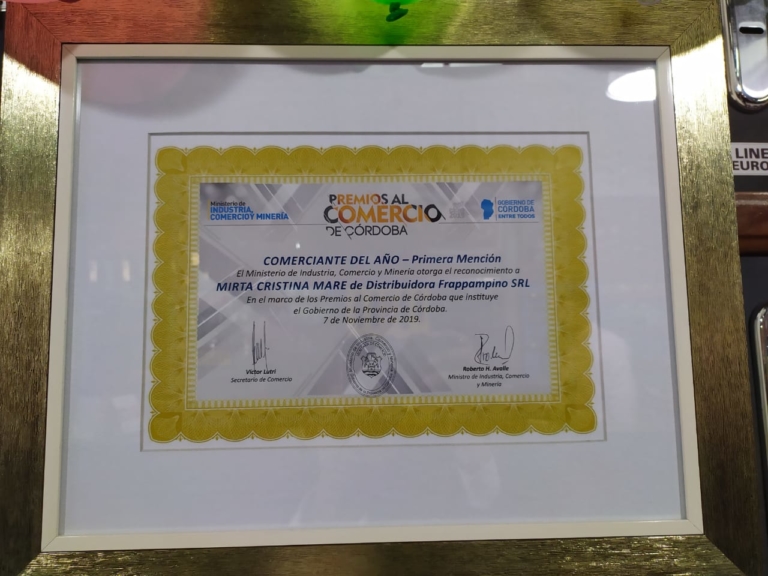 Ministerio de
INDUSTRIA,
COMERCIO Y MINERÍA
PREMIOS AL
COMERCIO
DE CÓRDOBA
GOBIERNO DE
CÓRDOBA
ENTRE TODOS
COMERCIANTE DEL AÑO – Primera Mención
El Ministerio de Industria, Comercio y Minería otorga el reconocimiento a
MIRTA CRISTINA MARE de Distribuidora Frappampino SRL
En el marco de los Premios al Comercio de Córdoba que instituye
el Gobierno de la Provincia de Córdoba.
7 de Noviembre de 2019.
Víctor Lutri
Secretario de Comercio
Roberto H. Avalle
Ministro de Industria, Comercio
y Minería
LINE
EURO